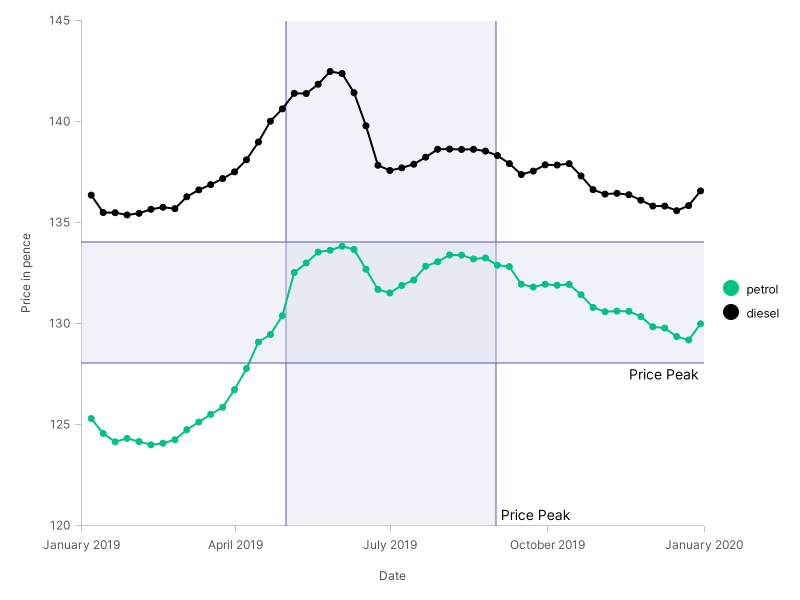 145
140
135
130
125
120
Price in pence
January 2019
April 2019
July 2019
October 2019
January 2020
Date
Price Peak
Price Peak
petrol
diesel